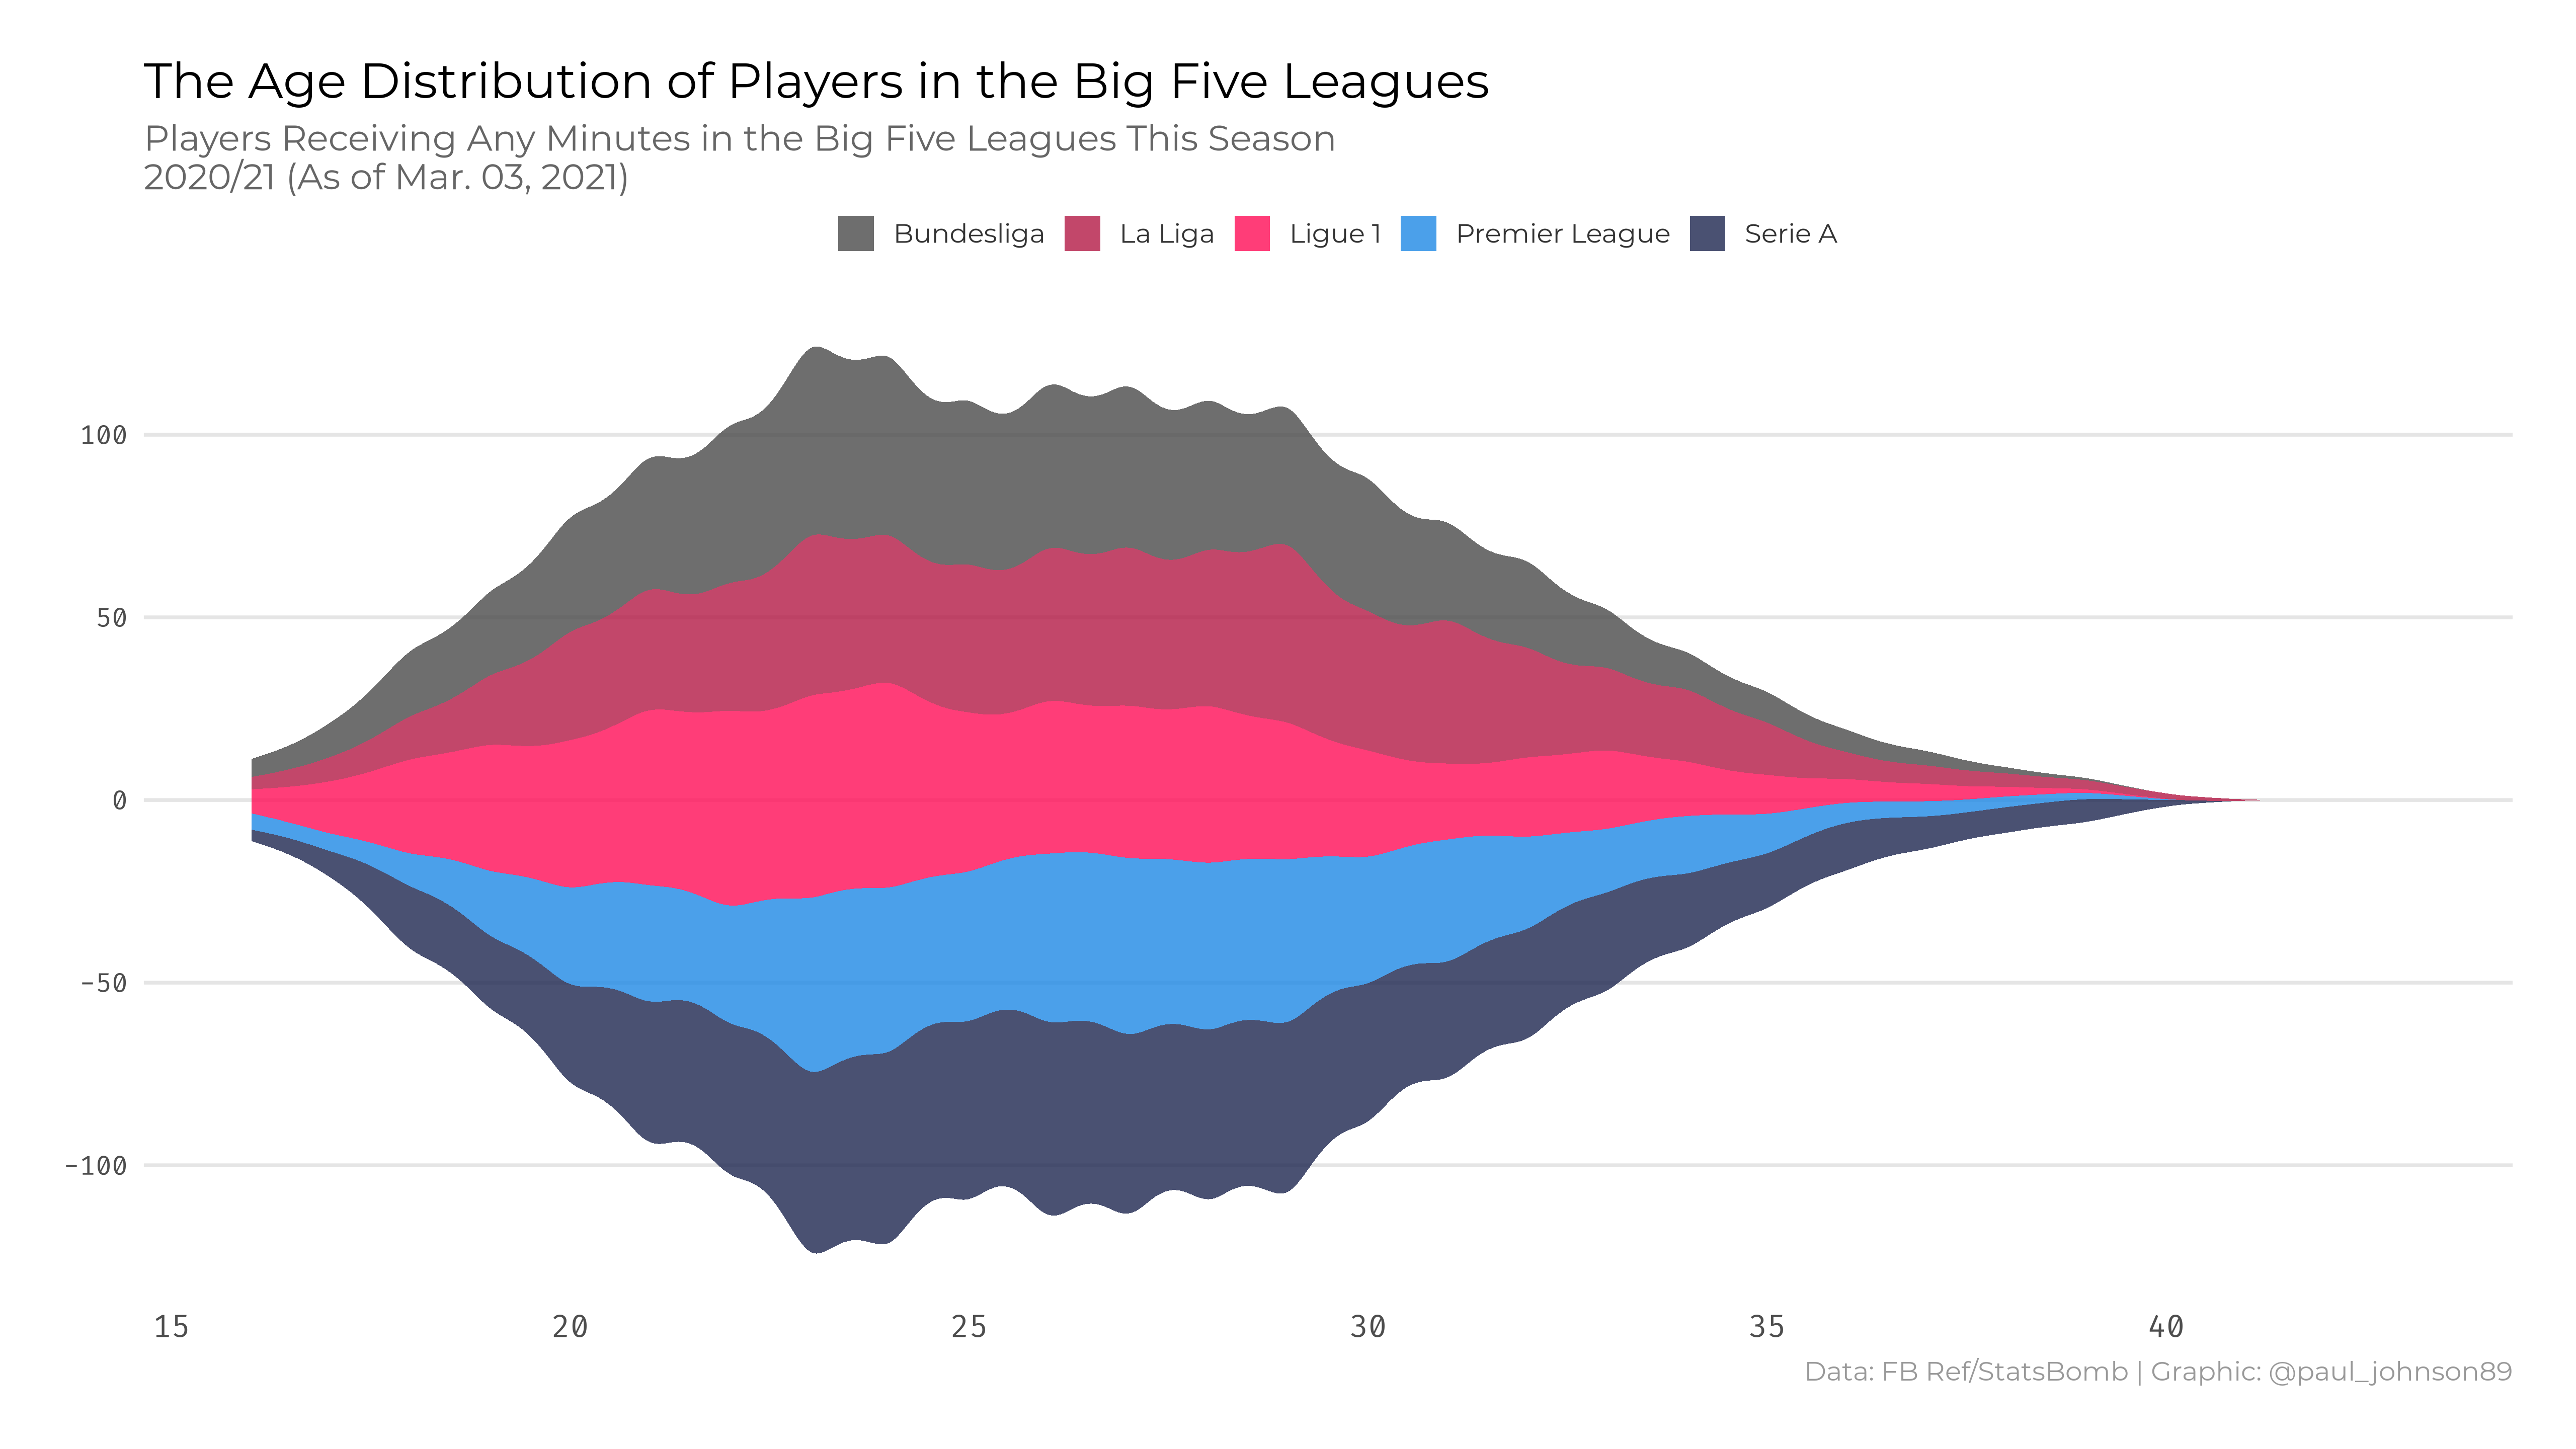 The Age Distribution of Players in the Big Five Leagues
Players Receiving Any Minutes in the Big Five Leagues This Season
2020/21 (As of Mar. 03, 2021)
Bundesliga La Liga Ligue 1 Premier League Serie A
100
50
0
-50
-100
15 20 25 30 35 40
Data: FB Ref/StatsBomb | Graphic: @paul_johnson89